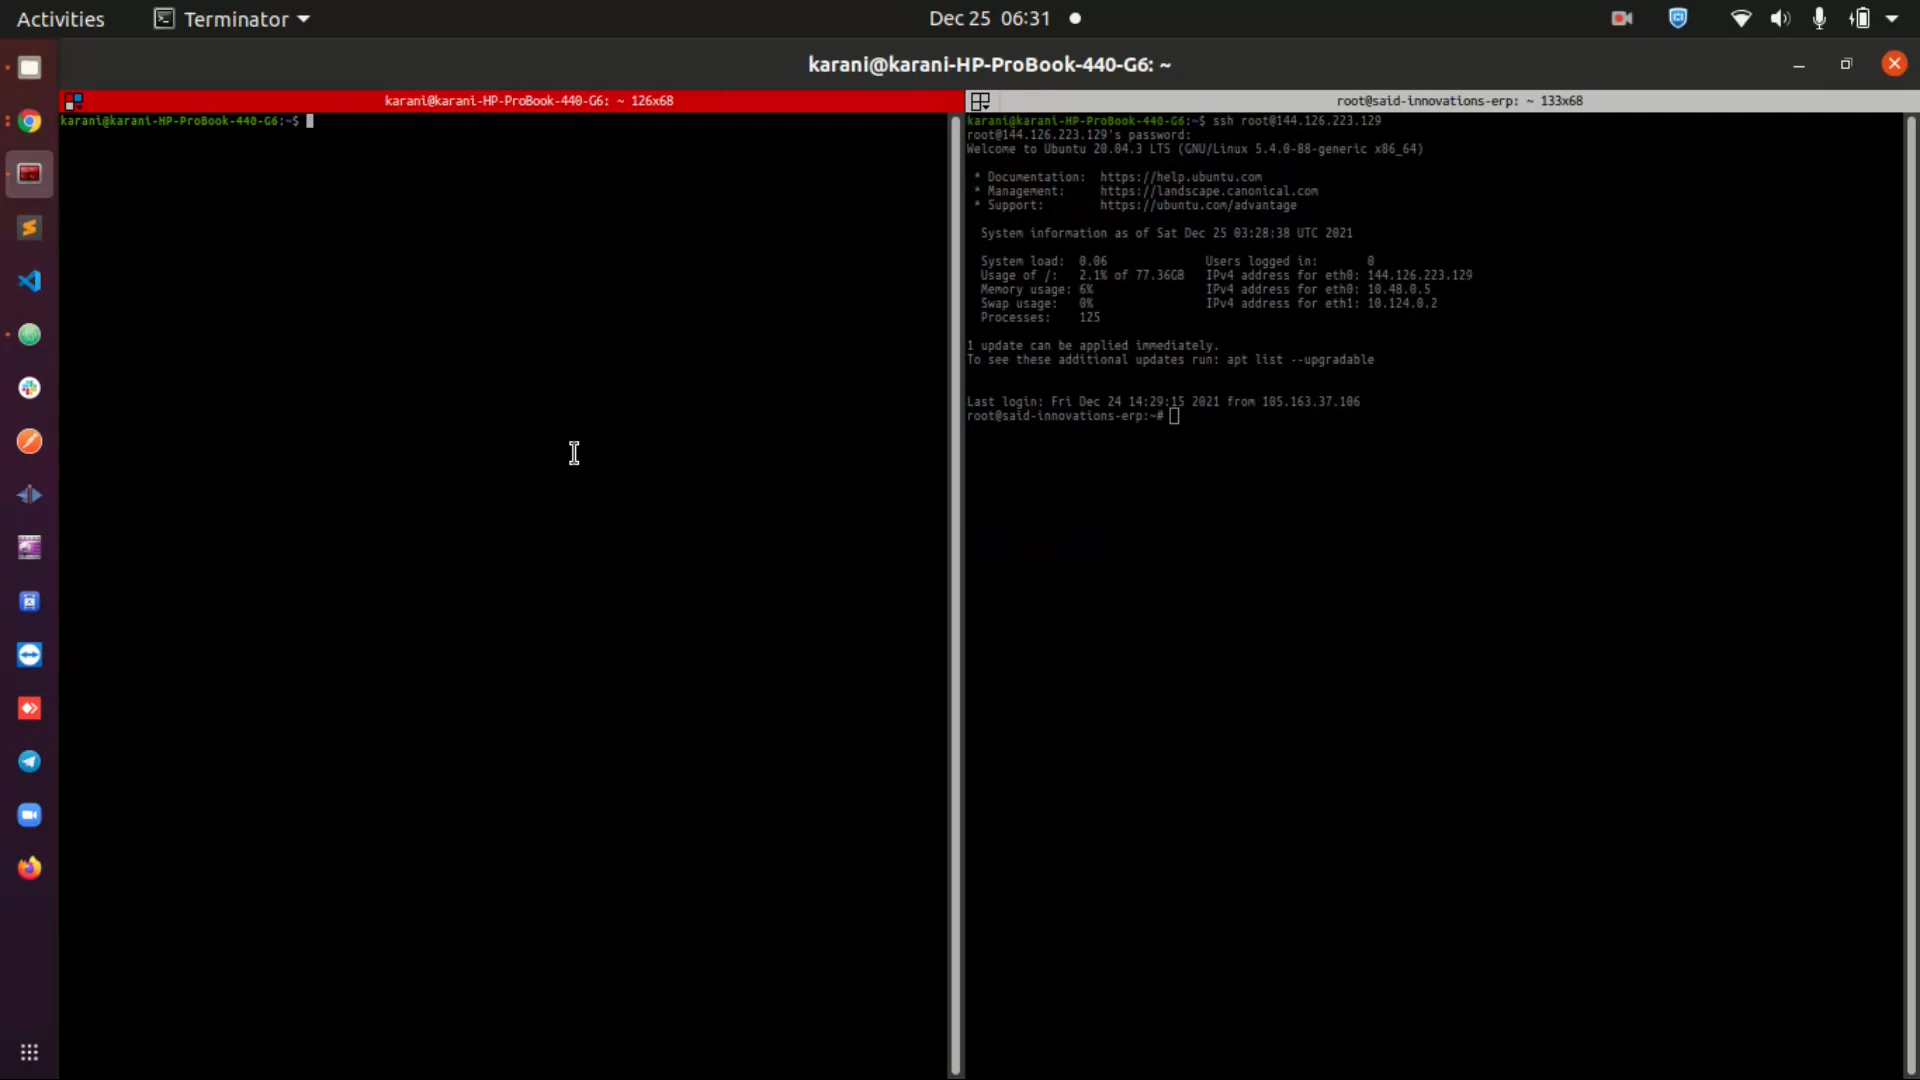 Activities
Terminator
Dec 25 06:31
karani@karani-HP-ProBook-440-G6: ~
karani@karani-HP-ProBook-440-G6: ~ 126x68
karani@karani-HP-ProBook-440-G6:~$
root@said-innovations-erp: ~ 133x68
karani@karani-HP-ProBook-440-G6:~$ ssh root@144.126.223.129
root@144.126.223.129's password:
Welcome to Ubuntu 20.04.3 LTS (GNU/Linux 5.4.0-88-generic x86_64)
* Documentation: https://help.ubuntu.com
* Management: https://landscape.canonical.com
* Support: https://ubuntu.com/advantage
System information as of Sat Dec 25 03:28:38 UTC 2021
System load: 0.06 Users logged in: 0
Usage of /: 2.1% of 77.36GB IPv4 address for eth0: 144.126.223.129
Memory usage: 6% IPv4 address for eth0: 10.48.0.5
Swap usage: 0% IPv4 address for eth1: 10.124.0.2
Processes: 125
1 update can be applied immediately.
To see these additional updates run: apt list --upgradable
Last login: Fri Dec 24 14:29:15 2021 from 105.163.37.106
root@said-innovations-erp:~#